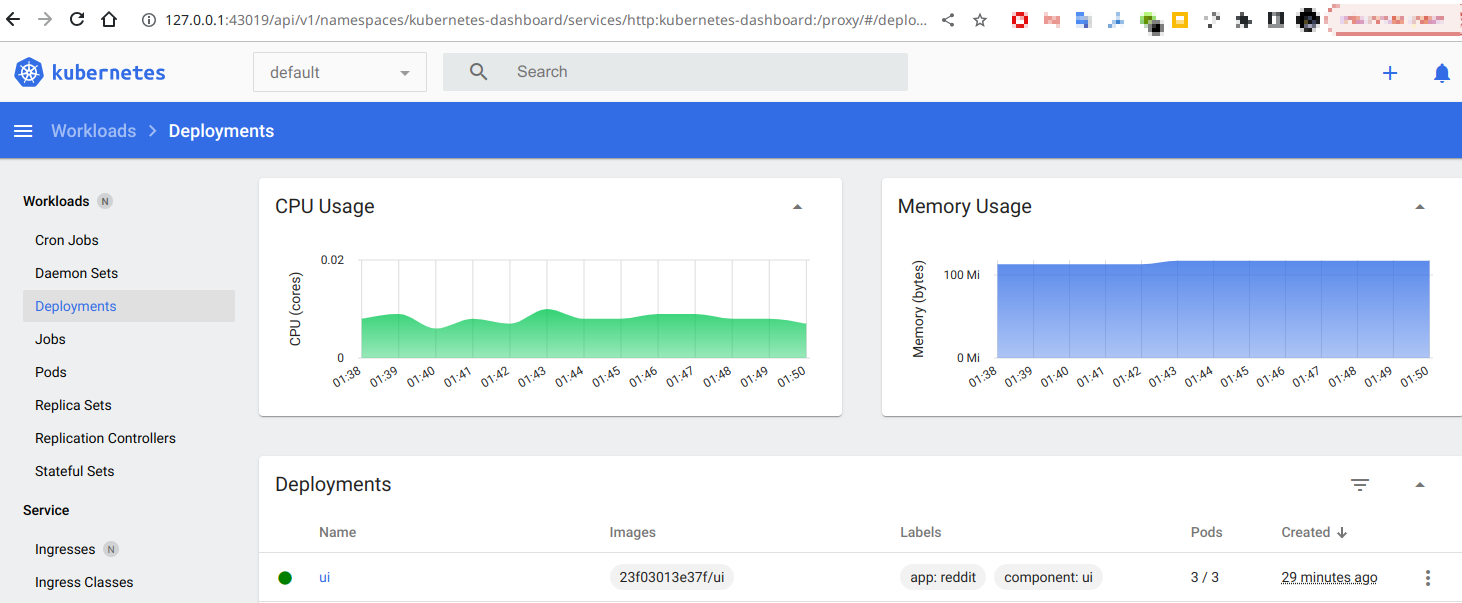 127.0.0.1:43019/api/v1/namespaces/kubernetes-dashboard/services/http:kubernetes-dashboard:/proxy/#/deplo...
kubernetes
default
Search
Workloads
Deployments
Workloads N
Cron Jobs
Daemon Sets
Deployments
Jobs
Pods
Replica Sets
Replication Controllers
Stateful Sets
Service
Ingresses N
Ingress Classes
CPU Usage
CPU (cores)
0.02
0
01:38 01:39 01:40 01:41 01:42 01:43 01:44 01:45 01:46 01:47 01:48 01:49 01:50
Memory Usage
Memory (bytes)
100 Mi
0 Mi
01:38 01:39 01:40 01:41 01:42 01:43 01:44 01:45 01:46 01:47 01:48 01:49 01:50
Deployments
Name Images Labels Pods Created
ui 23f03013e37f/ui app: reddit component: ui 3 / 3 29 minutes ago